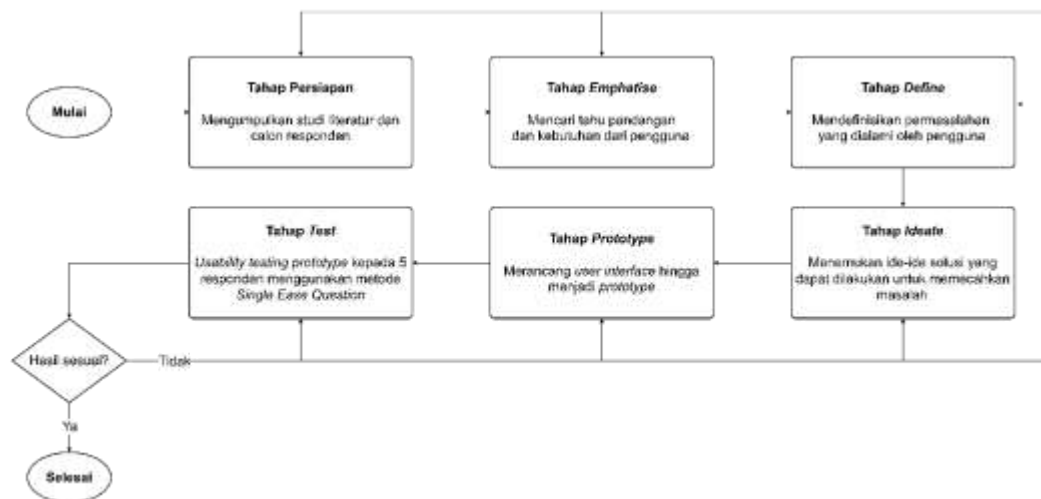 Mulai
Tahap Persiapan
Mengumpulkan studi literatur dan
calon responden
Tahap Emphatise
Mencari tahu pandangan
dan kebutuhan dari pengguna
Tahap Define
Mendefinisikan permasalahan
yang dialami oleh pengguna
Tahap Test
Usability testing prototype kepada 5
responden menggunakan metode
Single Ease Question
Tahap Prototype
Merancang user interface hingga
menjadi prototype
Tahap Ideate
Menemukan ide-ide solusi yang
dapat dilakukan untuk memecahkan
masalah
Hasil sesuai?
Tidak
Ya
Selesai